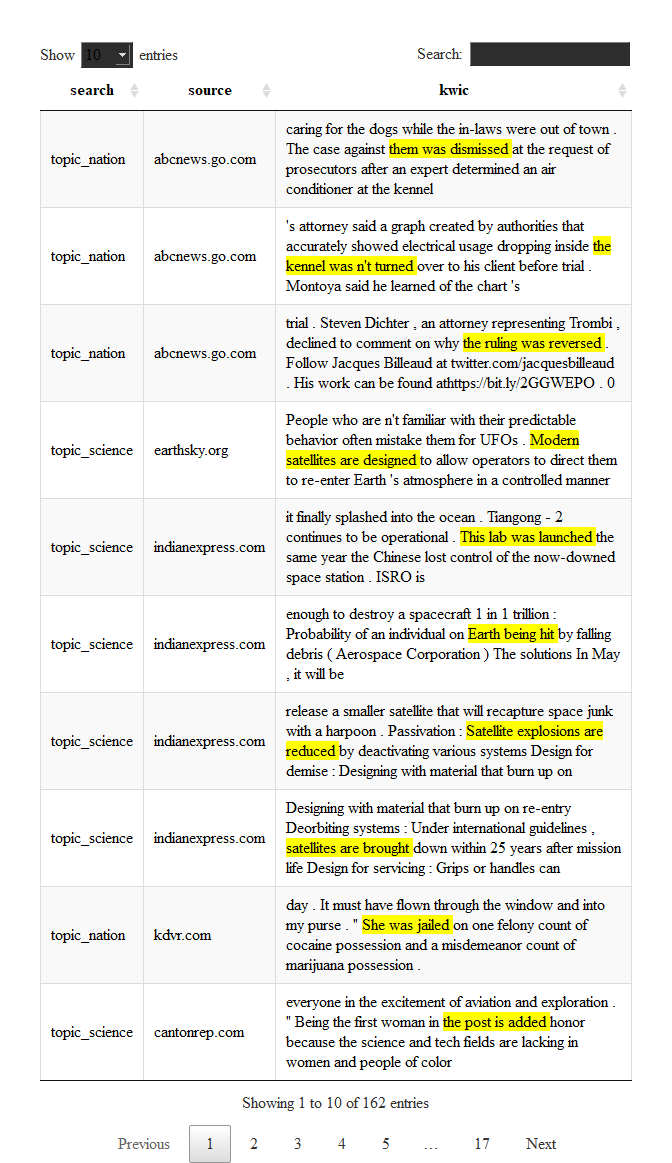 Show 10 entries
Search:
search source kwic
caring for the dogs while the in-laws were out of town .
The case against them was dismissed at the request of
topic_nation abcnews.go.com
prosecutors after an expert determined an air
conditioner at the kennel
's attorney said a graph created by authorities that
accurately showed electrical usage dropping inside the
topic_nation abcnews.go.com
kennel was n't turned over to his client before trial .
Montoya said he learned of the chart 's
trial . Steven Dichter , an attorney representing Trombi ,
declined to comment on why the ruling was reversed .
topic_nation abcnews.go.com
Follow Jacques Billeaud at twitter.com/jacquesbilleaud
. His work can be found athttps://bit.ly/2GGWEPO . 0
People who are n't familiar with their predictable
behavior often mistake them for UFOs . Modern
topic_science earthsky.org
satellites are designed to allow operators to direct them
to re-enter Earth 's atmosphere in a controlled manner
it finally splashed into the ocean . Tiangong - 2
continues to be operational . This lab was launched the
topic_science indianexpress.com
same year the Chinese lost control of the now-downed
space station . ISRO is
enough to destroy a spacecraft 1 in 1 trillion :
Probability of an individual on Earth being hit by falling
topic_science indianexpress.com
debris ( Aerospace Corporation ) The solutions In May
, it will be
release a smaller satellite that will recapture space junk
with a harpoon . Passivation : Satellite explosions are
topic_science indianexpress.com
reduced by deactivating various systems Design for
demise : Designing with material that burn up on
Designing with material that burn up on re-entry
Deorbiting systems : Under international guidelines ,
topic_science indianexpress.com
satellites are brought down within 25 years after mission
life Design for servicing : Grips or handles can
day . It must have flown through the window and into
my purse . " She was jailed on one felony count of
topic_nation kdvr.com
cocaine possession and a misdemeanor count of
marijuana possession .
everyone in the excitement of aviation and exploration .
" Being the first woman in the post is added honor
topic_science cantonrep.com
because the science and tech fields are lacking in
women and people of color
Showing 1 to 10 of 162 entries
Previous 1 2 3 4 5 … 17 Next